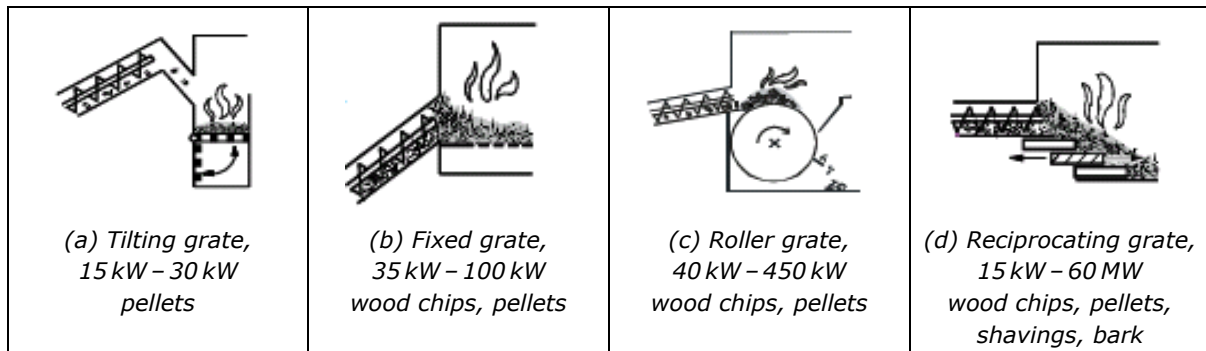 (a) Tilting grate,
15 kW – 30 kW
pellets
(b) Fixed grate,
35 kW – 100 kW
wood chips, pellets
(c) Roller grate,
40 kW – 450 kW
wood chips, pellets
(d) Reciprocating grate,
15 kW – 60 MW
wood chips, pellets,
shavings, bark